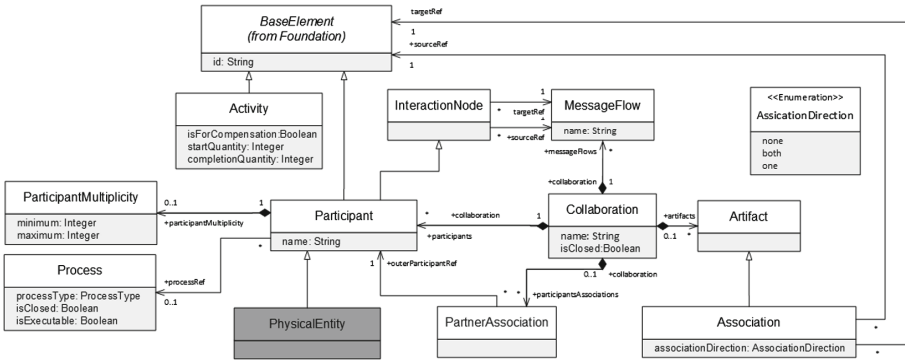 BaseElement
(from Foundation)
id: String
targetRef
1
+sourceRef
1
Activity
isForCompensation:Boolean
startQuantity: Integer
completionQuantity: Integer
InteractionNode
1
*
targetRef
1
*
+sourceRef
MessageFlow
name: String
<<Enumeration>>
AssicationDirection
none
both
one
+messageFlows
*
+collaboration
1
ParticipantMultiplicity
minimum: Integer
maximum: Integer
0..1
1
+participantMultiplicity
Participant
name: String
*
+collaboration
1
+participants
Collaboration
name: String
isClosed:Boolean
+artifacts
0..1
*
Artifact
Process
processType: ProcessType
isClosed: Boolean
isExecutable: Boolean
+processRef
0..1
*
1
+outerParticipantRef
0..1
+collaboration
*
*
+participantsAssociations
PhysicalEntity
PartnerAssociation
Association
associationDirection: AssociationDirection
*
*